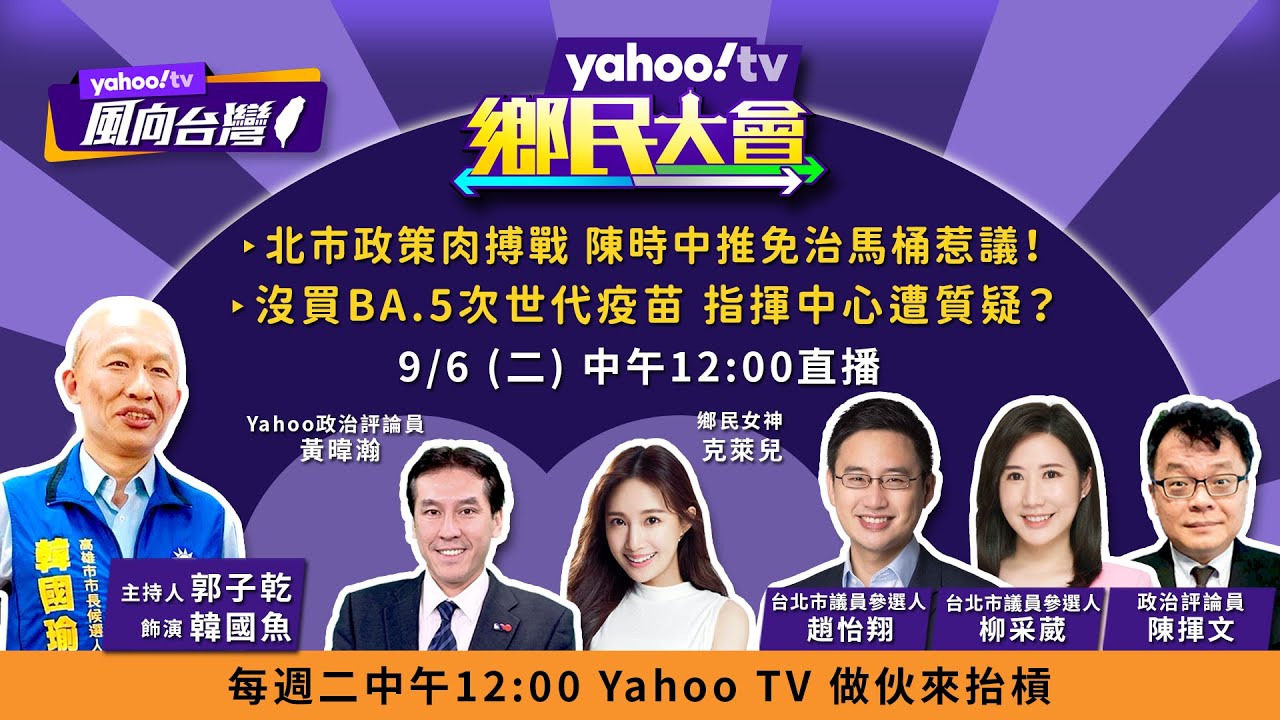 yahoo!tv
風向台灣
yahoo!tv
鄉民大會
北市政策肉搏戰 陳時中推免治馬桶惹議！
沒買BA.5次世代疫苗 指揮中心遭質疑？
9/6 (二) 中午12:00直播
Yahoo政治評論員
黃暐瀚
鄉民女神
克萊兒
高雄市市長候選人
韓國瑜
主持人 郭子乾
飾演 韓國魚
台北市議員參選人
趙怡翔
台北市議員參選人
柳采葳
政治評論員
陳揮文
每週二中午12:00 Yahoo TV 做伙來抬槓